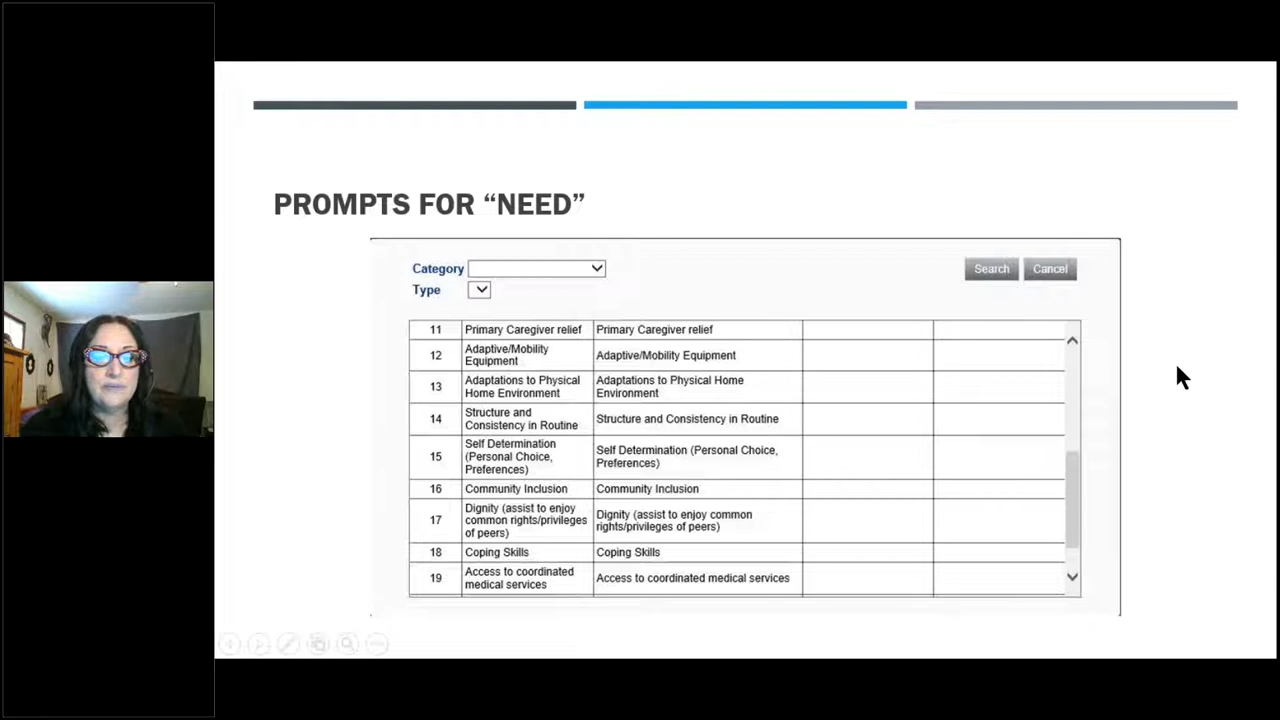 PROMPTS FOR “NEED”
Category
Search
Cancel
Type
11 Primary Caregiver relief Primary Caregiver relief
12 Adaptive/Mobility Equipment Adaptive/Mobility Equipment
13 Adaptations to Physical Home Environment Adaptations to Physical Home Environment
14 Structure and Consistency in Routine Structure and Consistency in Routine
15 Self Determination (Personal Choice, Preferences) Self Determination (Personal Choice, Preferences)
16 Community Inclusion Community Inclusion
17 Dignity (assist to enjoy common rights/privileges of peers) Dignity (assist to enjoy common rights/privileges of peers)
18 Coping Skills Coping Skills
19 Access to coordinated medical services Access to coordinated medical services